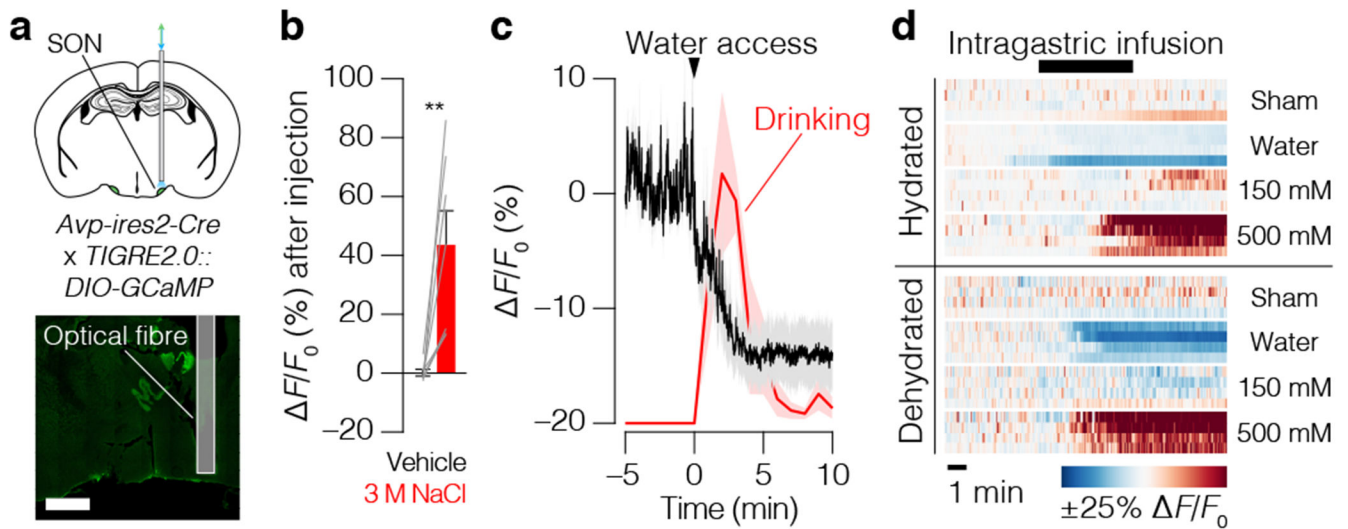 a
SON
Avp-ires2-Cre
x TIGRE2.0::
DIO-GCaMP
Optical fibre
b
ΔF/F0 (%) after injection
100
80
60
40
20
0
−20
**
Vehicle
3 M NaCl
c
Water access
ΔF/F0 (%)
10
0
−10
−20
Drinking
−5
0
5
10
Time (min)
d
Intragastric infusion
Hydrated
Sham
Water
150 mM
500 mM
Dehydrated
Sham
Water
150 mM
500 mM
1 min
±25% ΔF/F0